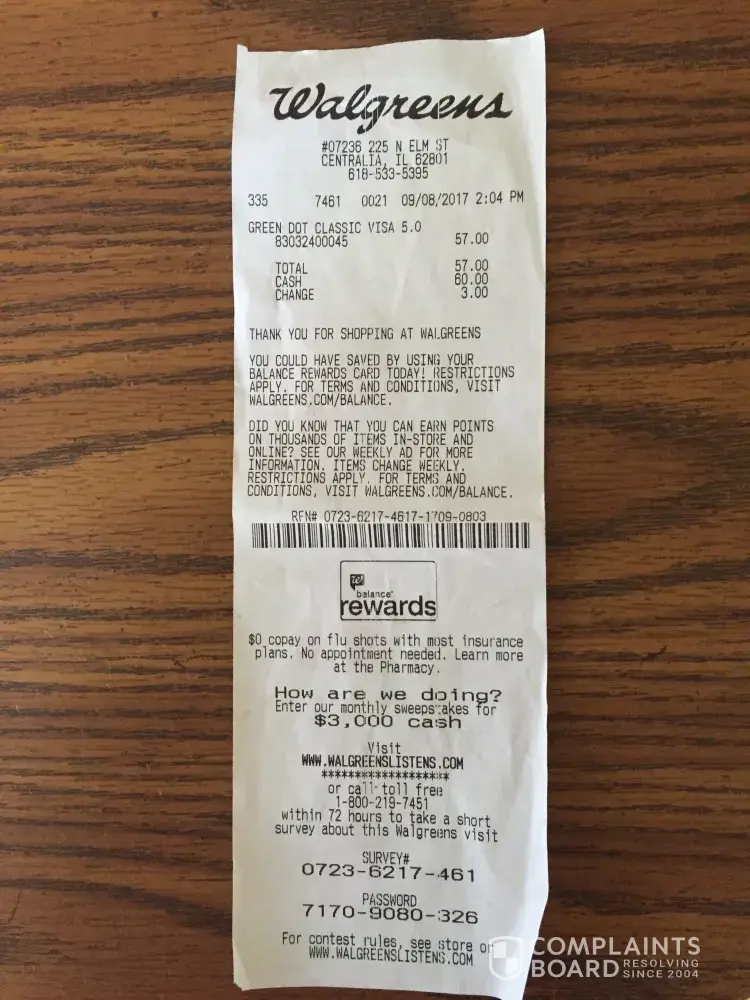 Walgreens
#07236 225 N ELM ST
CENTRALIA, IL 62801
618-533-5395
335 7461 0021 09/08/2017 2:04 PM
GREEN DOT CLASSIC VISA 5.0
83032400045 57.00
TOTAL 57.00
CASH 60.00
CHANGE 3.00
THANK YOU FOR SHOPPING AT WALGREENS
YOU COULD HAVE SAVED BY USING YOUR
BALANCE REWARDS CARD TODAY! RESTRICTIONS
APPLY. FOR TERMS AND CONDITIONS, VISIT
WALGREENS.COM/BALANCE.
DID YOU KNOW THAT YOU CAN EARN POINTS
ON THOUSANDS OF ITEMS IN-STORE AND
ONLINE? SEE OUR WEEKLY AD FOR MORE
INFORMATION. ITEMS CHANGE WEEKLY.
RESTRICTIONS APPLY. FOR TERMS AND
CONDITIONS, VISIT WALGREENS.COM/BALANCE.
RFN# 0723-6217-4617-1709-0803
W
balance®
rewards
$0 copay on flu shots with most insurance
plans. No appointment needed. Learn more
at the Pharmacy.
How are we doing?
Enter our monthly sweepstakes for
$3,000 cash
Visit
WWW.WALGREENSLISTENS.COM
*******************
or call toll free
1-800-219-7451
within 72 hours to take a short
survey about this Walgreens visit
SURVEY#
0723-6217-461
PASSWORD
7170-9080-326
For contest rules, see store or
WWW.WALGREENSLISTENS.COM
COMPLAINTS
BOARD RESOLVING
SINCE 2004